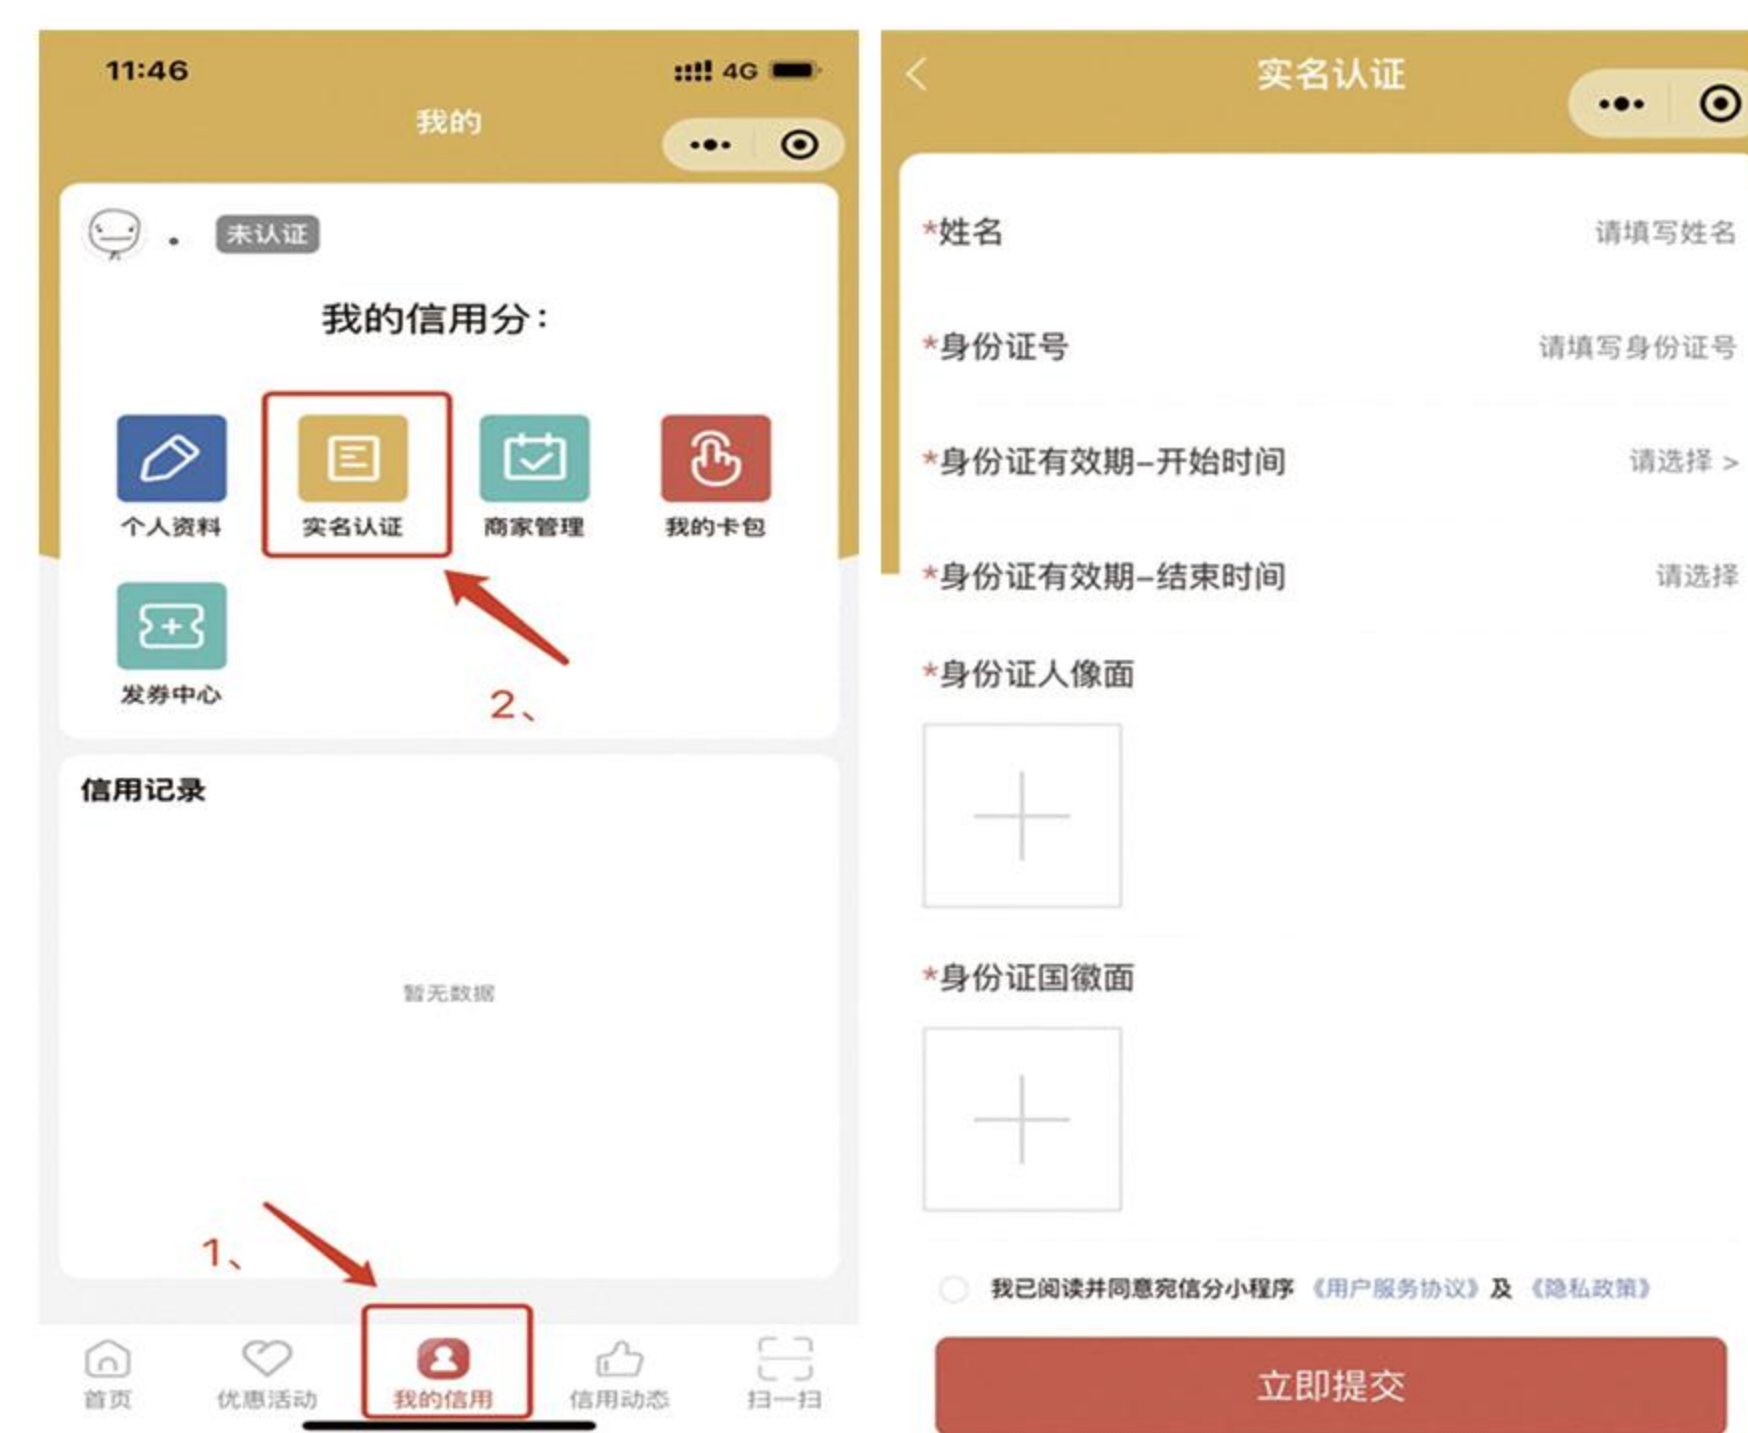 11:46
4G
我的
未认证
我的信用分：
个人资料
实名认证
商家管理
我的卡包
发券中心
2、
信用记录
暂无数据
1、
首页
优惠活动
我的信用
信用动态
扫一扫
实名认证
*姓名 请填写姓名
*身份证号 请填写身份证号
*身份证有效期-开始时间 请选择 >
*身份证有效期-结束时间 请选择
*身份证人像面
*身份证国徽面
我已阅读并同意宛信分小程序《用户服务协议》及《隐私政策》
立即提交